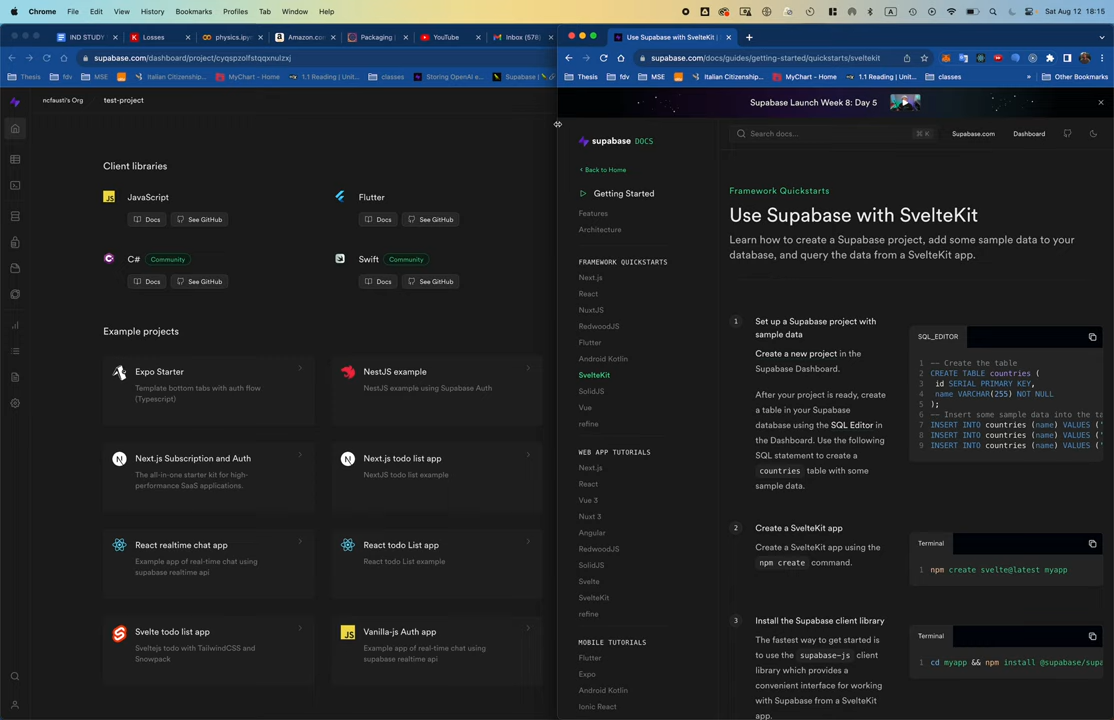 Chrome File Edit View History Bookmarks Profiles Tab Window Help
A
Sat Aug 12 18:15
IND STUDY
Losses
physics.ipyn
Amazon.com
Packaging
YouTube
Inbox (578)
supabase.com/dashboard/project/cyqspzolfstqqxnulzxj
Thesis
fdv
MSE
Italian Citizenship...
MyChart - Home
1.1 Reading | Unit...
classes
Storing OpenAI e
Supabase |
ncfausti's Org
test-project
Client libraries
JavaScript
Docs
See GitHub
Flutter
Docs
See GitHub
C#
Community
Docs
See GitHub
Swift
Community
Docs
See GitHub
Example projects
Expo Starter
Template bottom tabs with auth flow
(Typescript)
NestJS example
NestJS example using Supabase Auth
Next.js Subscription and Auth
The all-in-one starter kit for high-
performance SaaS applications.
Next.js todo list app
NextJS todo list example
React realtime chat app
Example app of real-time chat using
supabase realtime api
React todo List app
React todo List example
Svelte todo list app
Sveltejs todo with TailwindCSS and
Snowpack
Vanilla-js Auth app
Example app of real-time chat using
supabase realtime api
Use Supabase with SvelteKit |
supabase.com/docs/guides/getting-started/quickstarts/sveltekit
Thesis
fdv
MSE
Italian Citizenship...
MyChart - Home
1.1 Reading | Unit...
classes
»
Other Bookmarks
Supabase Launch Week 8: Day 5
supabase DOCS
Search docs...
⌘ K
Supabase.com
Dashboard
Back to Home
Getting Started
Features
Architecture
FRAMEWORK QUICKSTARTS
Next.js
React
NuxtJS
RedwoodJS
Flutter
Android Kotlin
SvelteKit
SolidJS
Vue
refine
WEB APP TUTORIALS
Next.js
React
Vue 3
Nuxt 3
Angular
RedwoodJS
SolidJS
Svelte
SvelteKit
refine
MOBILE TUTORIALS
Flutter
Expo
Android Kotlin
Ionic React
Framework Quickstarts
Use Supabase with SvelteKit
Learn how to create a Supabase project, add some sample data to your
database, and query the data from a SvelteKit app.
1
Set up a Supabase project with
sample data
Create a new project in the
Supabase Dashboard.
After your project is ready, create
a table in your Supabase
database using the SQL Editor in
the Dashboard. Use the following
SQL statement to create a
countries table with some
sample data.
SQL_EDITOR
1 -- Create the table
2 CREATE TABLE countries (
3 id SERIAL PRIMARY KEY,
4 name VARCHAR(255) NOT NULL
5 );
6 -- Insert some sample data into the ta
7 INSERT INTO countries (name) VALUES ('
8 INSERT INTO countries (name) VALUES ('
9 INSERT INTO countries (name) VALUES ('
2
Create a SvelteKit app
Create a SvelteKit app using the
npm create command.
Terminal
1 npm create svelte@latest myapp
3
Install the Supabase client library
The fastest way to get started is
to use the supabase-js client
library which provides a
convenient interface for working
with Supabase from a SvelteKit
app.
Terminal
1 cd myapp && npm install @supabase/supa